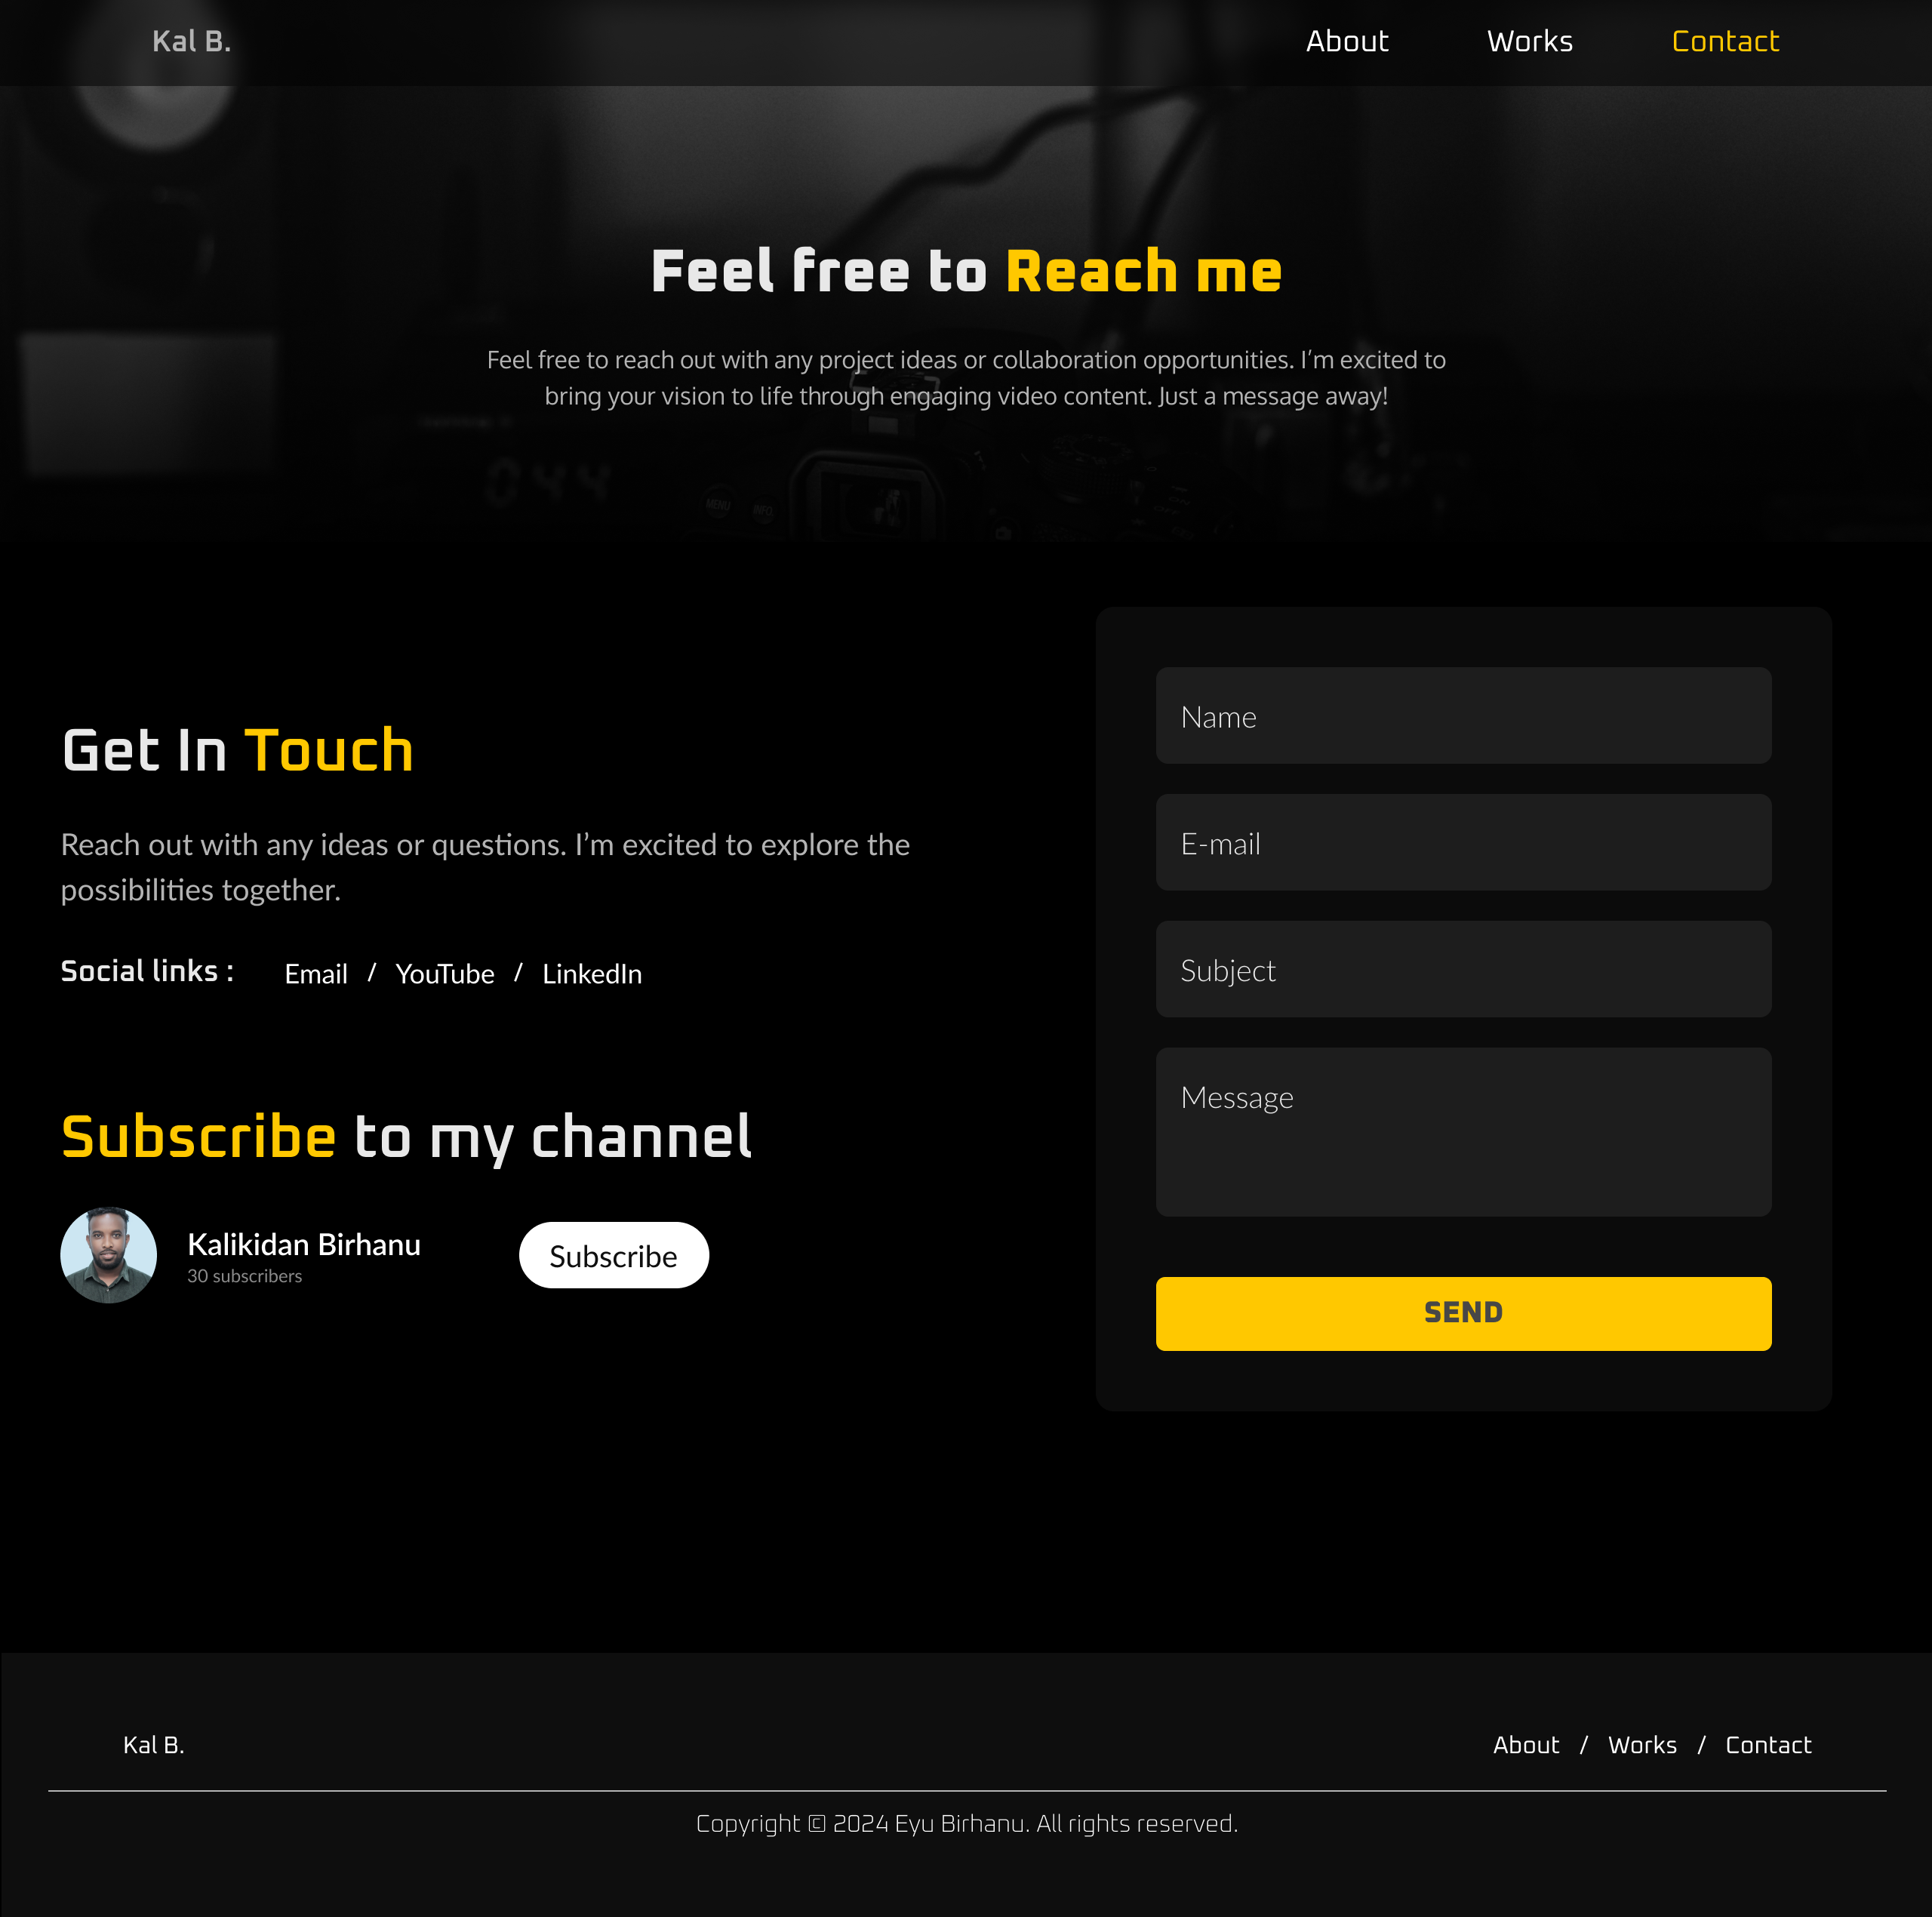 Kal B.
About
Works
Contact
Feel free to Reach me
Feel free to reach out with any project ideas or collaboration opportunities. I’m excited to
bring your vision to life through engaging video content. Just a message away!
044
MENU
INFO
Get In Touch
Reach out with any ideas or questions. I’m excited to explore the
possibilities together.
Social links : Email / YouTube / LinkedIn
Subscribe to my channel
Kalikidan Birhanu
30 subscribers
Subscribe
Name
E-mail
Subject
Message
SEND
Kal B.
About / Works / Contact
Copyright © 2024 Eyu Birhanu. All rights reserved.